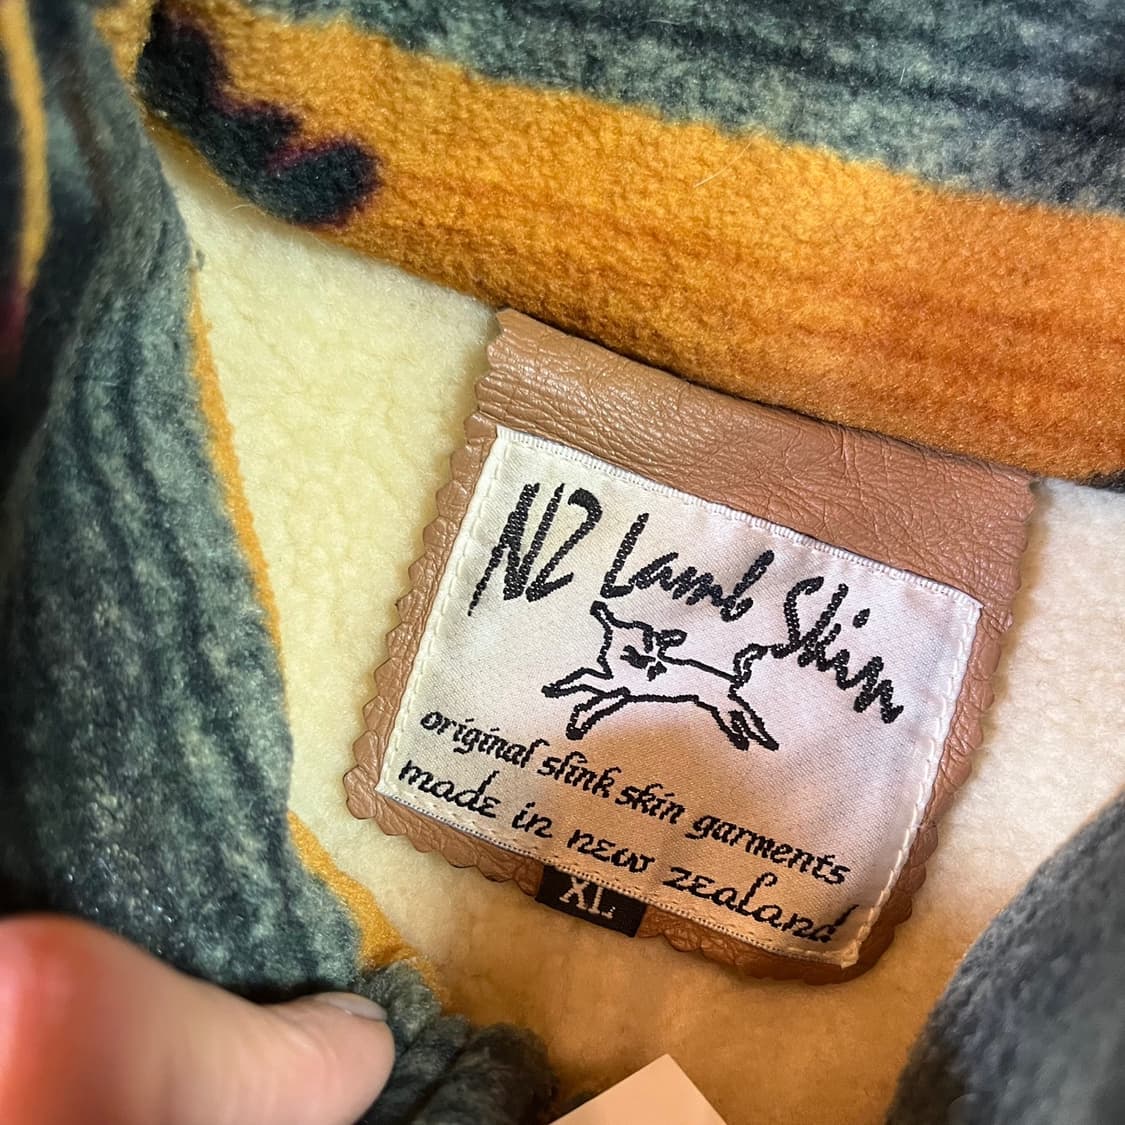 NZ Lamb Skin
original slink skin garments
made in new zealand
XL